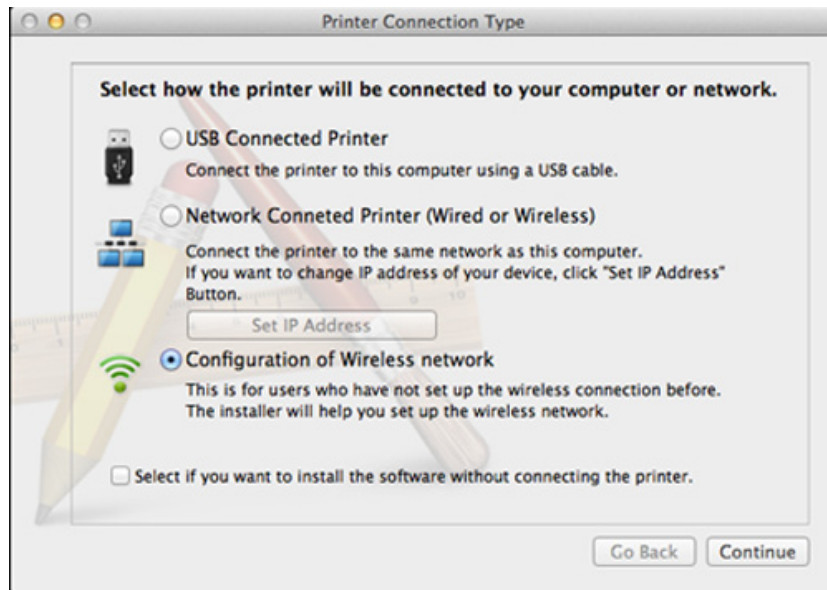 Printer Connection Type
Select how the printer will be connected to your computer or network.
USB Connected Printer
Connect the printer to this computer using a USB cable.
Network Conneted Printer (Wired or Wireless)
Connect the printer to the same network as this computer.
If you want to change IP address of your device, click "Set IP Address"
Button.
Set IP Address
Configuration of Wireless network
This is for users who have not set up the wireless connection before.
The installer will help you set up the wireless network.
Select if you want to install the software without connecting the printer.
Go Back
Continue